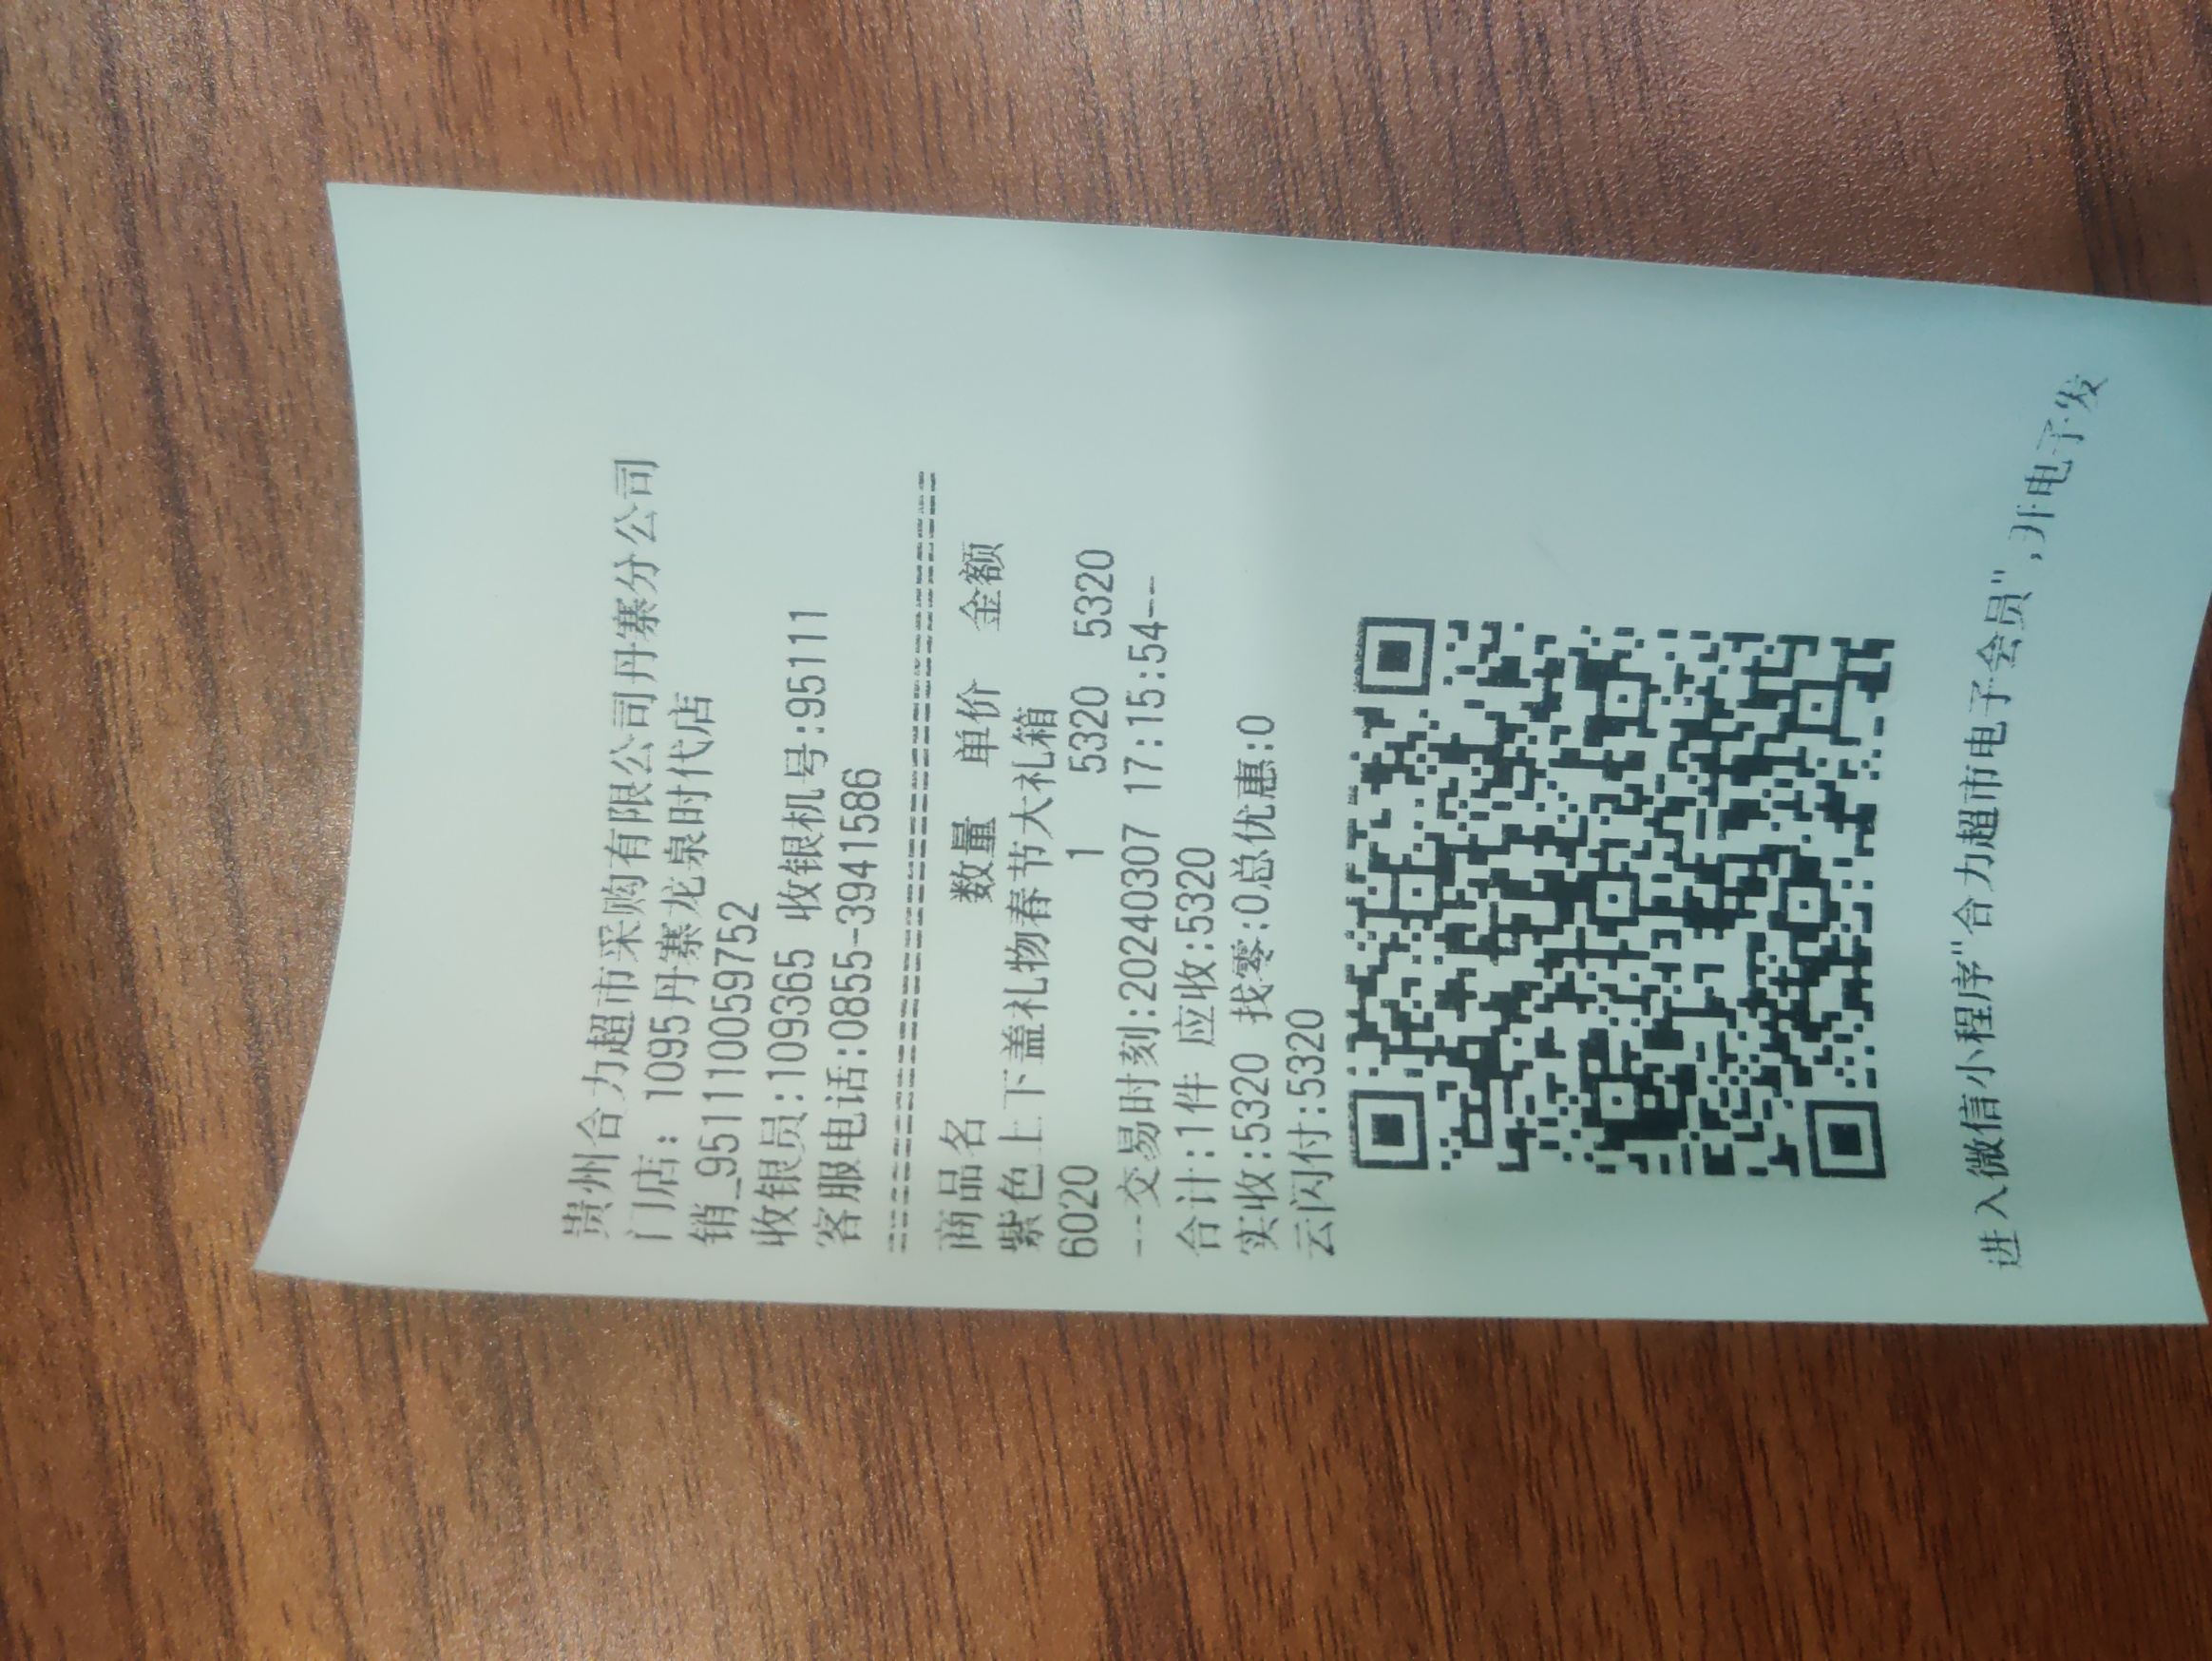 贵州合力超市采购有限公司丹寨分公司
门店: 1095丹寨龙泉时代店
销_9511100597752
收银员:109365 收银机号:95111
客服电话:0855-3941586
================================
商品名 数量 单价 金额
紫色上下盖礼物春节大礼箱
6020 1 5320 5320
---交易时刻:20240307 17:15:54--
合计:1件 应收:5320
实收:5320 找零:0总优惠:0
云闪付:5320
进入微信小程序"合力超市电子会员",开电子发